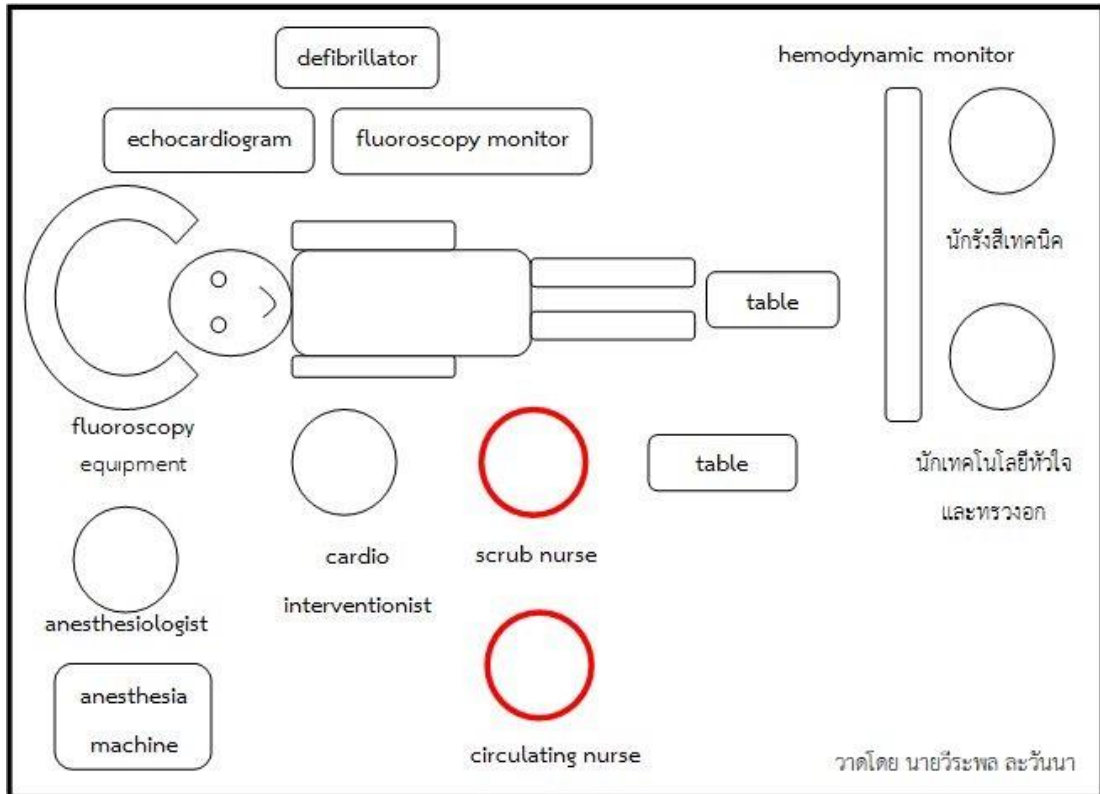 defibrillator
hemodynamic monitor
echocardiogram
fluoroscopy monitor
นักรังสีเทคนิค
table
fluoroscopy
equipment
table
นักเทคโนโลยีหัวใจ
และทรวงอก
cardio
interventionist
scrub nurse
anesthesiologist
anesthesia
machine
circulating nurse
วาดโดย นายวีระพล ละวันนา